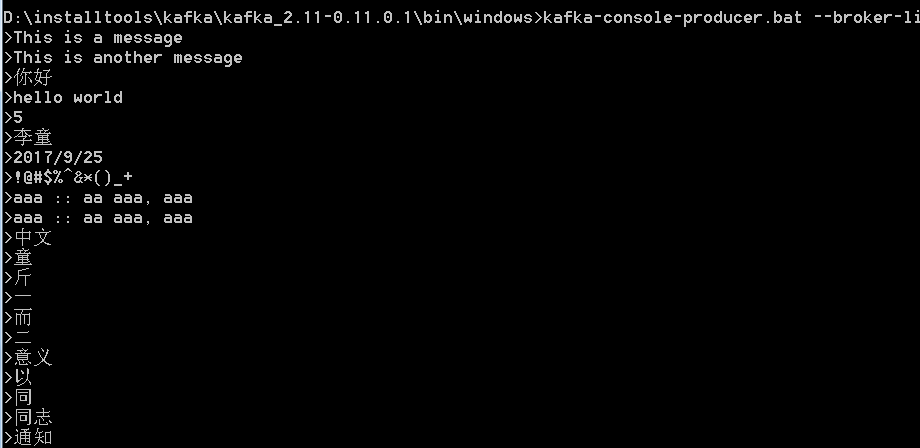 D:\installtools\kafka\kafka_2.11-0.11.0.1\bin\windows>kafka-console-producer.bat --broker-li
>This is a message
>This is another message
>你好
>hello world
>5
>李童
>2017/9/25
>!@#$%^&*()_+
>aaa :: aa aaa, aaa
>aaa :: aa aaa, aaa
>中文
>童
>斤
>一
>而
>二
>意义
>以
>同
>同志
>通知